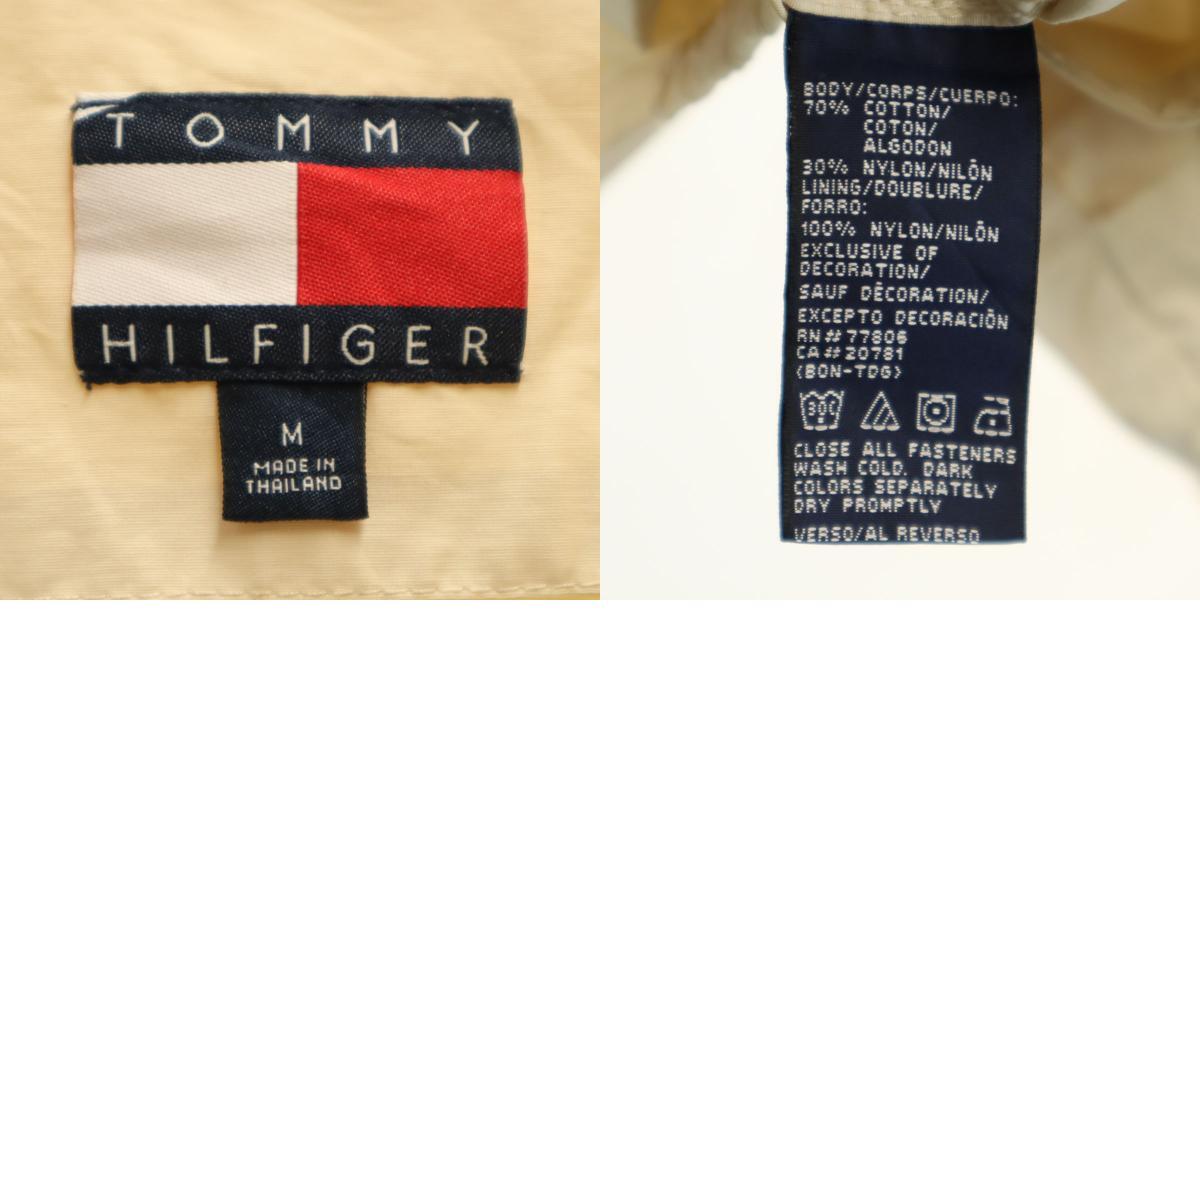 TOMMY
HILFIGER
M
MADE IN
THAILAND
BODY/CORPS/CUERPO:
70% COTTON/
COTON/
ALGODON
30% NYLON/NILÓN
LINING/DOUBLURE/
FORRO:
100% NYLON/NILÓN
EXCLUSIVE OF
DECORATION/
SAUF DÉCORATION/
EXCEPTO DECORACIÓN
RN# 77806
CA# 20781
(BON-TDG)
30°
CLOSE ALL FASTENERS
WASH COLD. DARK
COLORS SEPARATELY
DRY PROMPTLY
VERSO/AL REVERSO